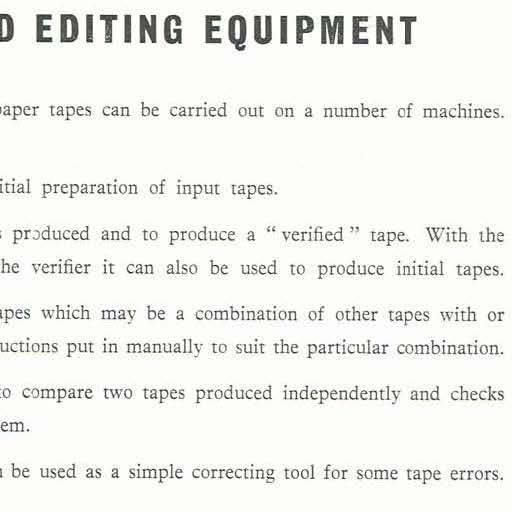 D EDITING EQUIPMENT
paper tapes can be carried out on a number of machines.
itial preparation of input tapes.
s produced and to produce a “ verified ” tape. With the
he verifier it can also be used to produce initial tapes.
apes which may be a combination of other tapes with or
uctions put in manually to suit the particular combination.
to compare two tapes produced independently and checks
em.
n be used as a simple correcting tool for some tape errors.